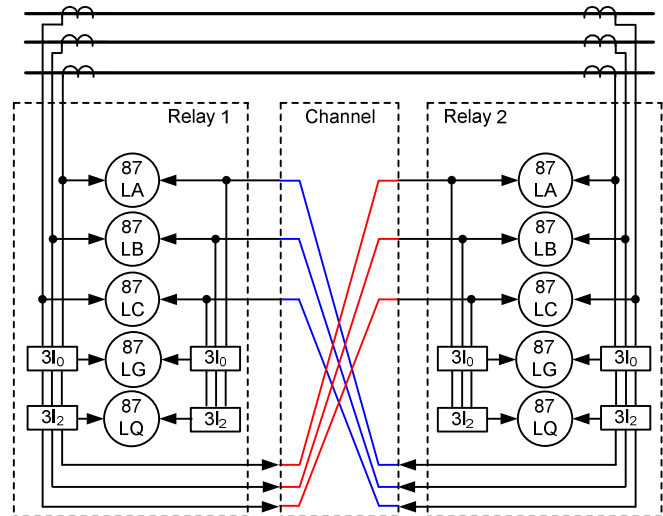 Relay 1
Channel
Relay 2
87
LA
87
LA
87
LB
87
LB
87
LC
87
LC
3I₀
87
LG
3I₀
3I₀
87
LG
3I₀
3I₂
87
LQ
3I₂
3I₂
87
LQ
3I₂